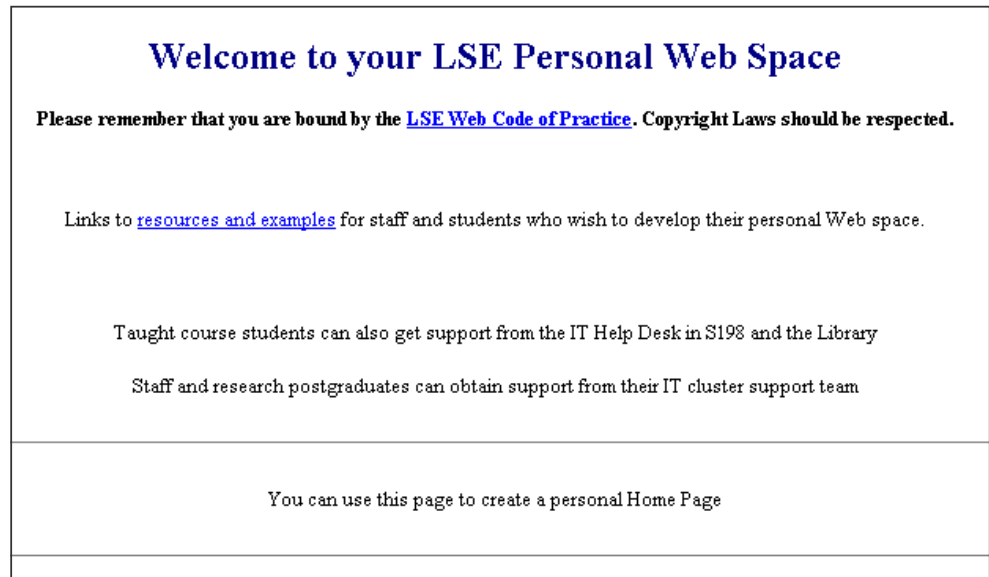 Welcome to your LSE Personal Web Space
Please remember that you are bound by the LSE Web Code of Practice. Copyright Laws should be respected.
Links to resources and examples for staff and students who wish to develop their personal Web space.
Taught course students can also get support from the IT Help Desk in S198 and the Library
Staff and research postgraduates can obtain support from their IT cluster support team
You can use this page to create a personal Home Page